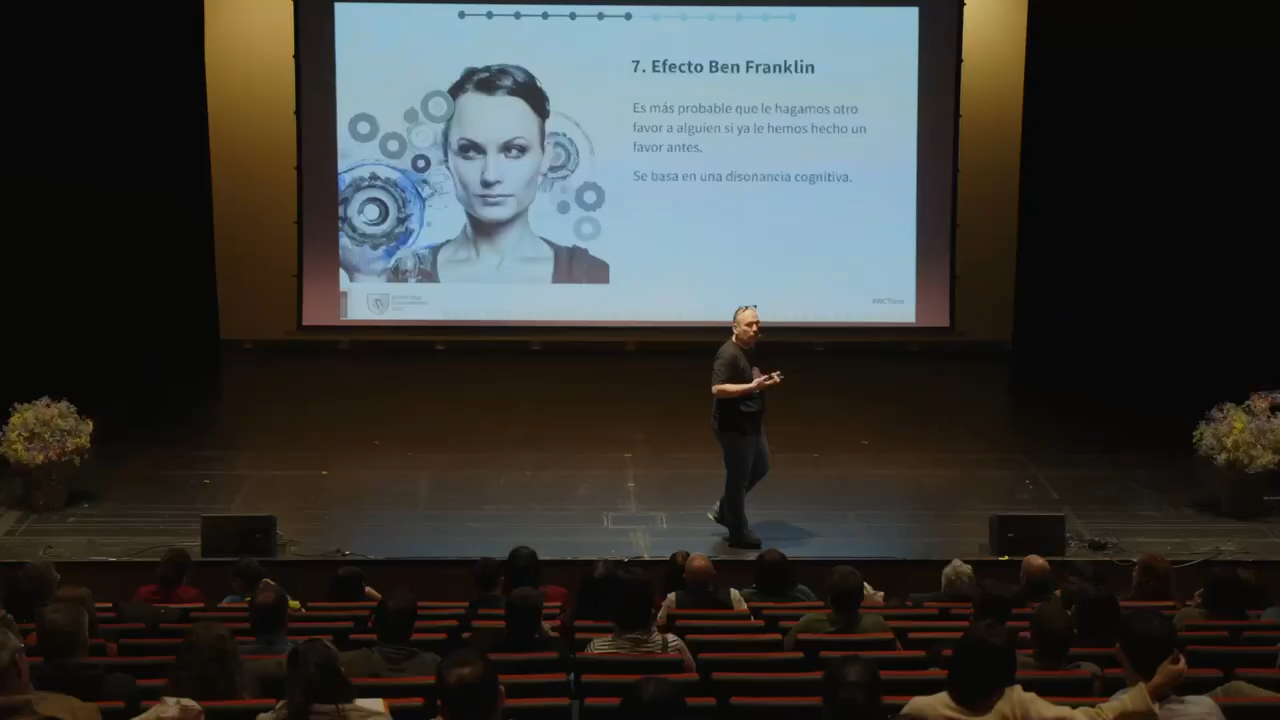 7. Efecto Ben Franklin
Es más probable que le hagamos otro
favor a alguien si ya le hemos hecho un
favor antes.
Se basa en una disonancia cognitiva.